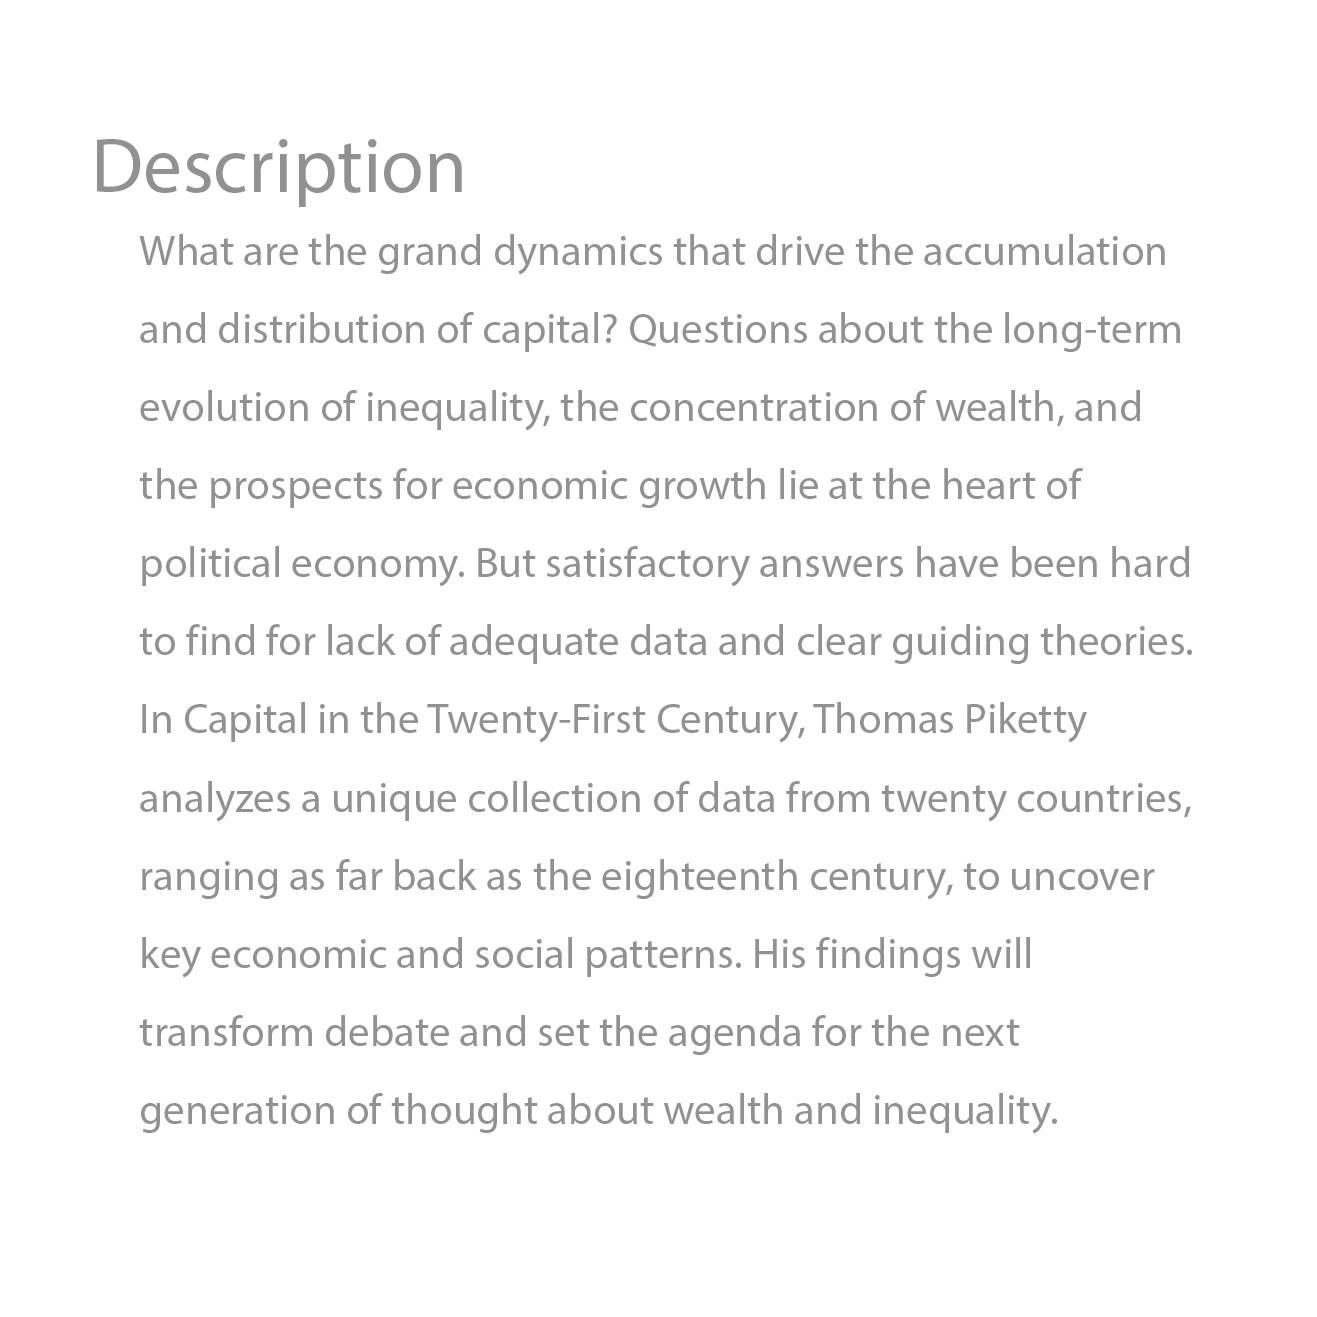 Description
What are the grand dynamics that drive the accumulation
and distribution of capital? Questions about the long-term
evolution of inequality, the concentration of wealth, and
the prospects for economic growth lie at the heart of
political economy. But satisfactory answers have been hard
to find for lack of adequate data and clear guiding theories.
In Capital in the Twenty-First Century, Thomas Piketty
analyzes a unique collection of data from twenty countries,
ranging as far back as the eighteenth century, to uncover
key economic and social patterns. His findings will
transform debate and set the agenda for the next
generation of thought about wealth and inequality.